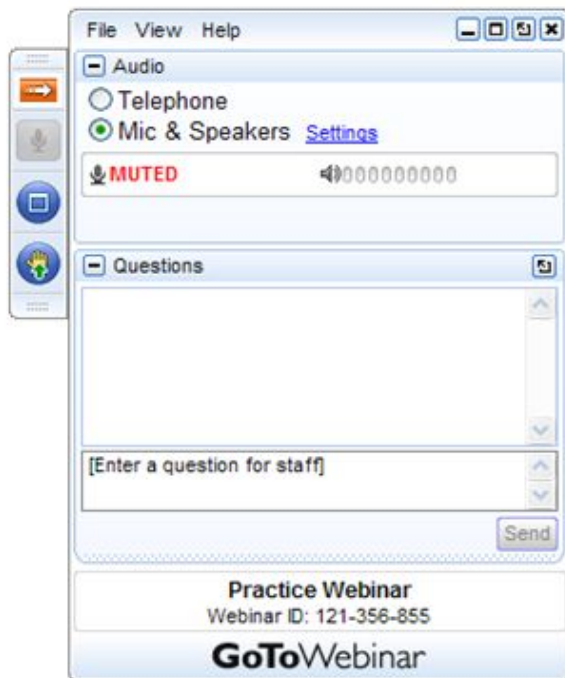 File View Help
Audio
Telephone
Mic & Speakers Settings
MUTED 000000000
Questions
[Enter a question for staff]
Send
Practice Webinar
Webinar ID: 121-356-855
GoToWebinar